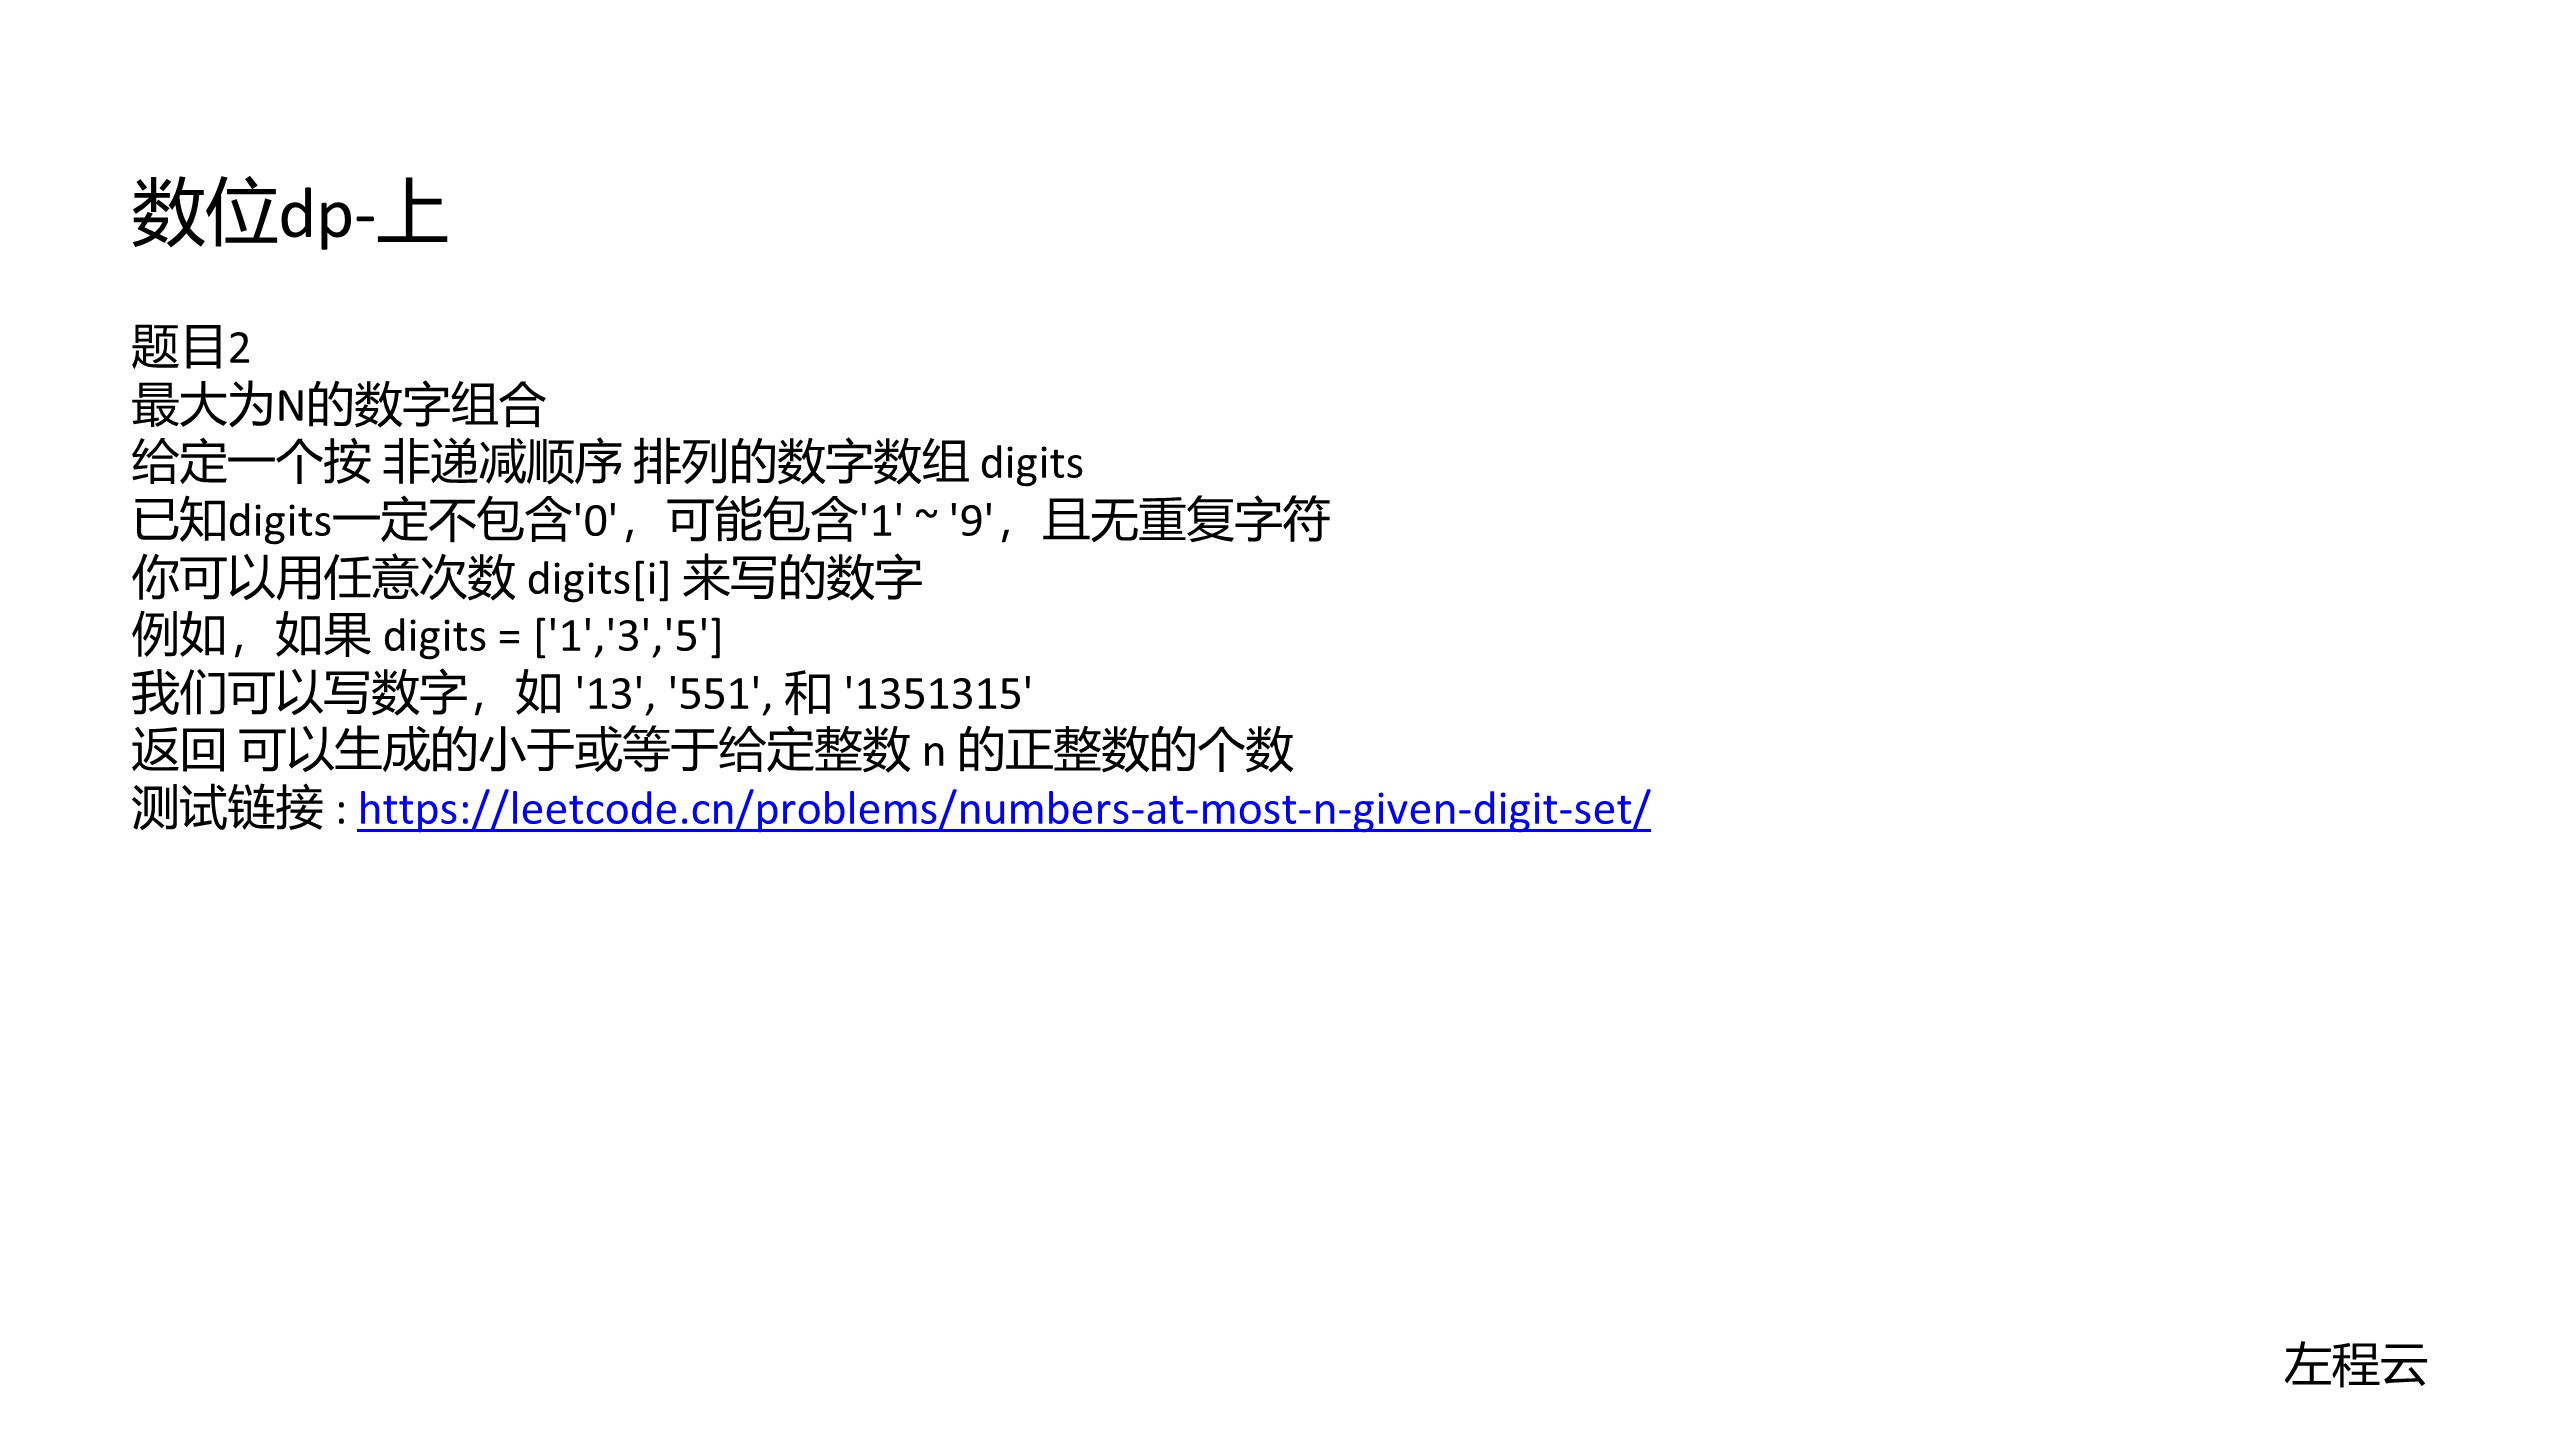 数位dp-上
题目2
最大为N的数字组合
给定一个按 非递减顺序 排列的数字数组 digits
已知digits一定不包含'0'，可能包含'1' ~ '9'，且无重复字符
你可以用任意次数 digits[i] 来写的数字
例如，如果 digits = ['1','3','5']
我们可以写数字，如 '13', '551', 和 '1351315'
返回 可以生成的小于或等于给定整数 n 的正整数的个数
测试链接 : https://leetcode.cn/problems/numbers-at-most-n-given-digit-set/
左程云